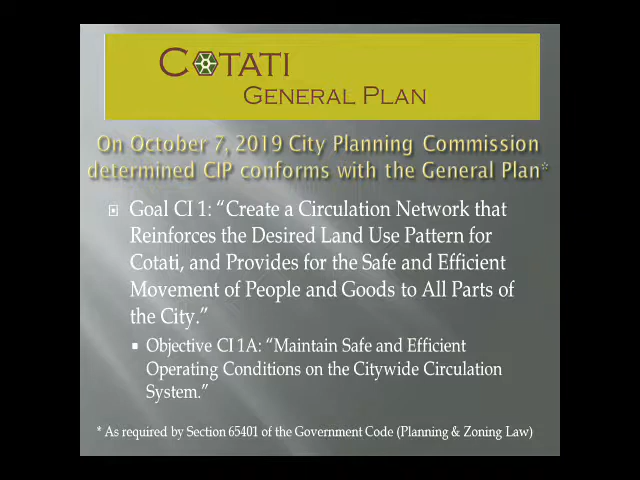 COTATI
GENERAL PLAN
On October 7, 2019 City Planning Commission
determined CIP conforms with the General Plan*
Goal CI 1: “Create a Circulation Network that
Reinforces the Desired Land Use Pattern for
Cotati, and Provides for the Safe and Efficient
Movement of People and Goods to All Parts of
the City.”
Objective CI 1A: “Maintain Safe and Efficient
Operating Conditions on the Citywide Circulation
System.”
* As required by Section 65401 of the Government Code (Planning & Zoning Law)